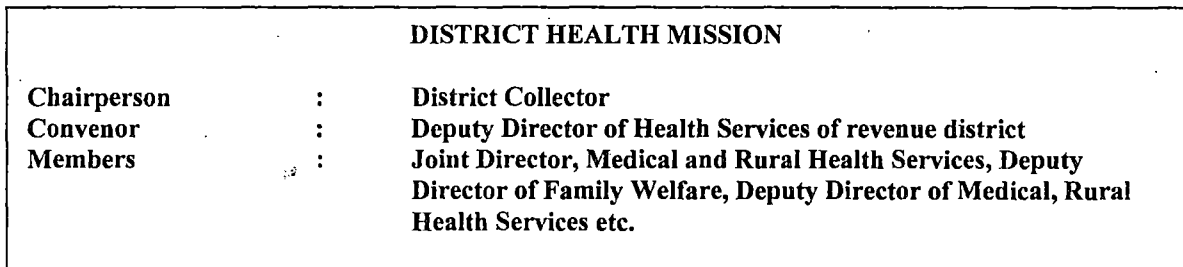 DISTRICT HEALTH MISSION
Chairperson : District Collector
Convenor : Deputy Director of Health Services of revenue district
Members : Joint Director, Medical and Rural Health Services, Deputy
Director of Family Welfare, Deputy Director of Medical, Rural
Health Services etc.